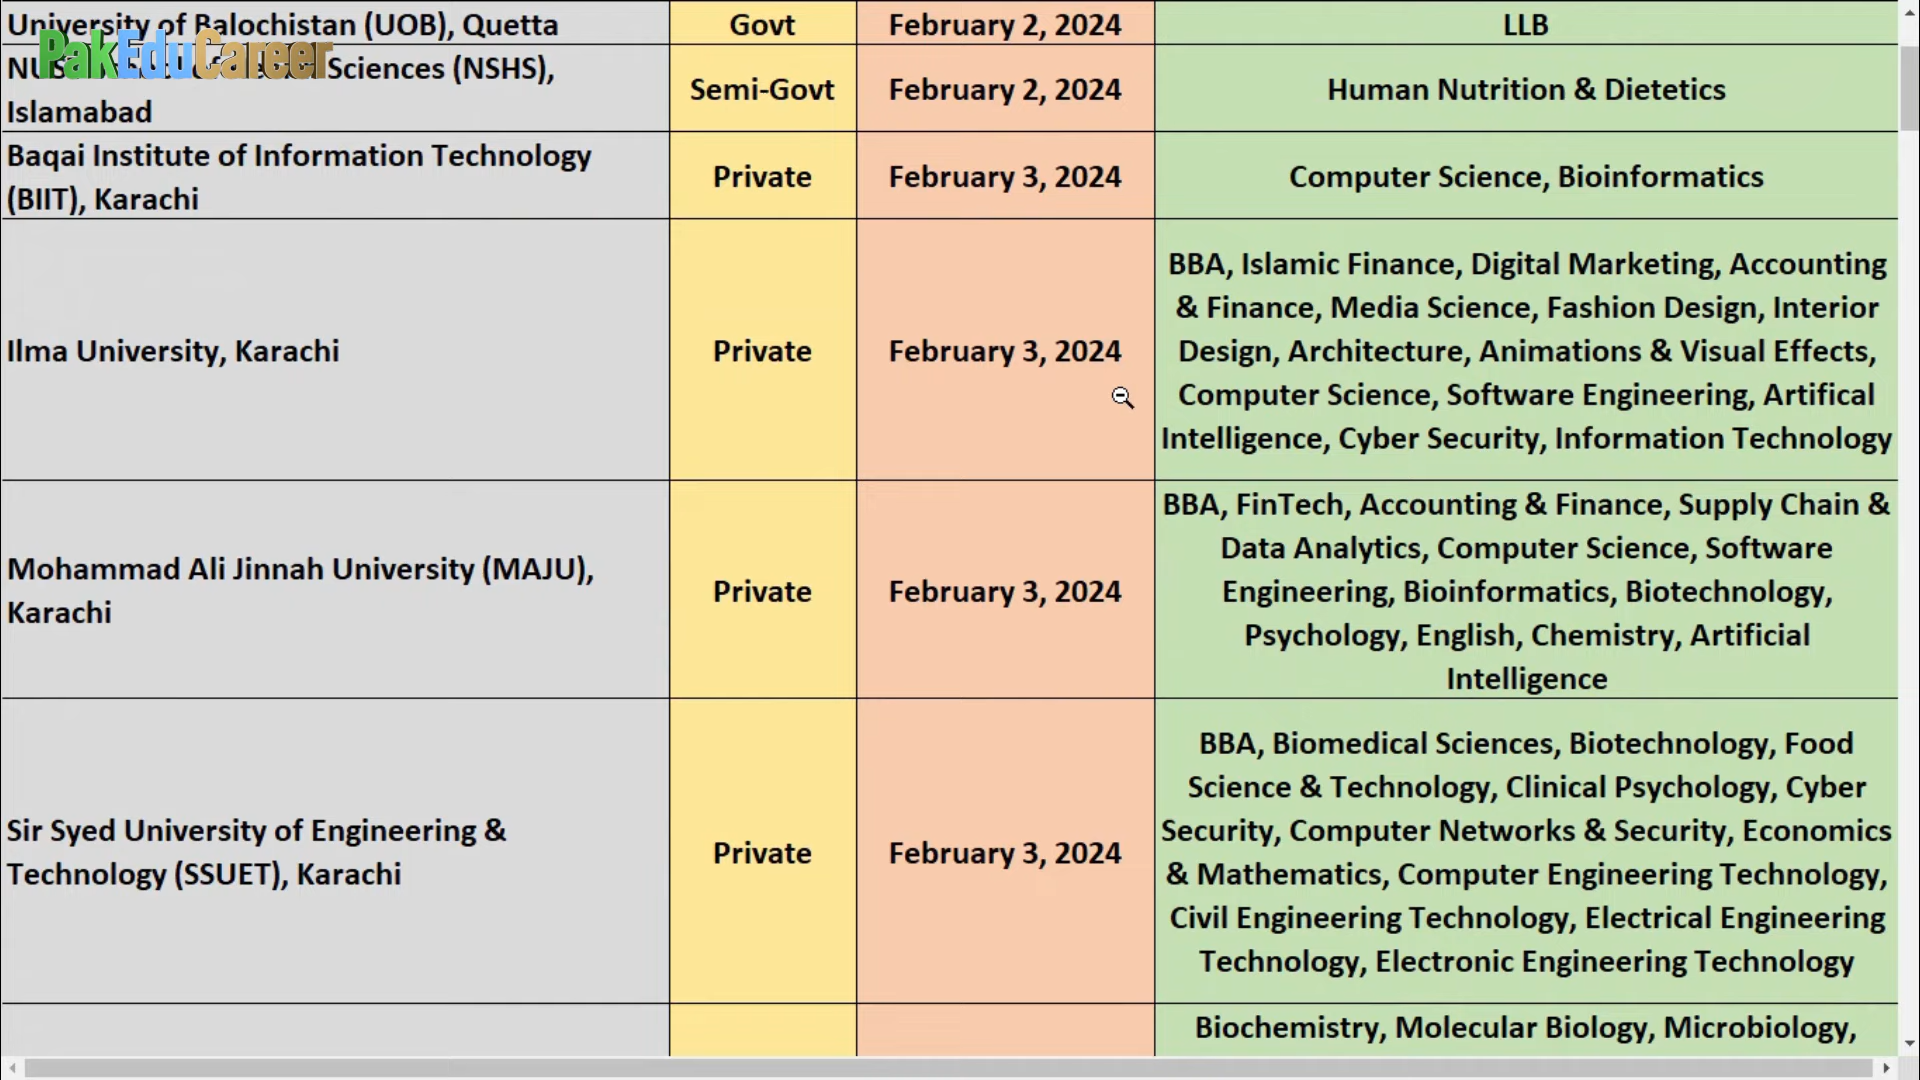 University of Balochistan (UOB), Quetta
Govt
February 2, 2024
LLB
PakEduCareer
Sciences (NSHS),
Islamabad
Semi-Govt
February 2, 2024
Human Nutrition & Dietetics
Baqai Institute of Information Technology
(BIIT), Karachi
Private
February 3, 2024
Computer Science, Bioinformatics
Ilma University, Karachi
Private
February 3, 2024
BBA, Islamic Finance, Digital Marketing, Accounting
& Finance, Media Science, Fashion Design, Interior
Design, Architecture, Animations & Visual Effects,
Computer Science, Software Engineering, Artifical
Intelligence, Cyber Security, Information Technology
Mohammad Ali Jinnah University (MAJU),
Karachi
Private
February 3, 2024
BBA, FinTech, Accounting & Finance, Supply Chain &
Data Analytics, Computer Science, Software
Engineering, Bioinformatics, Biotechnology,
Psychology, English, Chemistry, Artificial
Intelligence
Sir Syed University of Engineering &
Technology (SSUET), Karachi
Private
February 3, 2024
BBA, Biomedical Sciences, Biotechnology, Food
Science & Technology, Clinical Psychology, Cyber
Security, Computer Networks & Security, Economics
& Mathematics, Computer Engineering Technology,
Civil Engineering Technology, Electrical Engineering
Technology, Electronic Engineering Technology
Biochemistry, Molecular Biology, Microbiology,